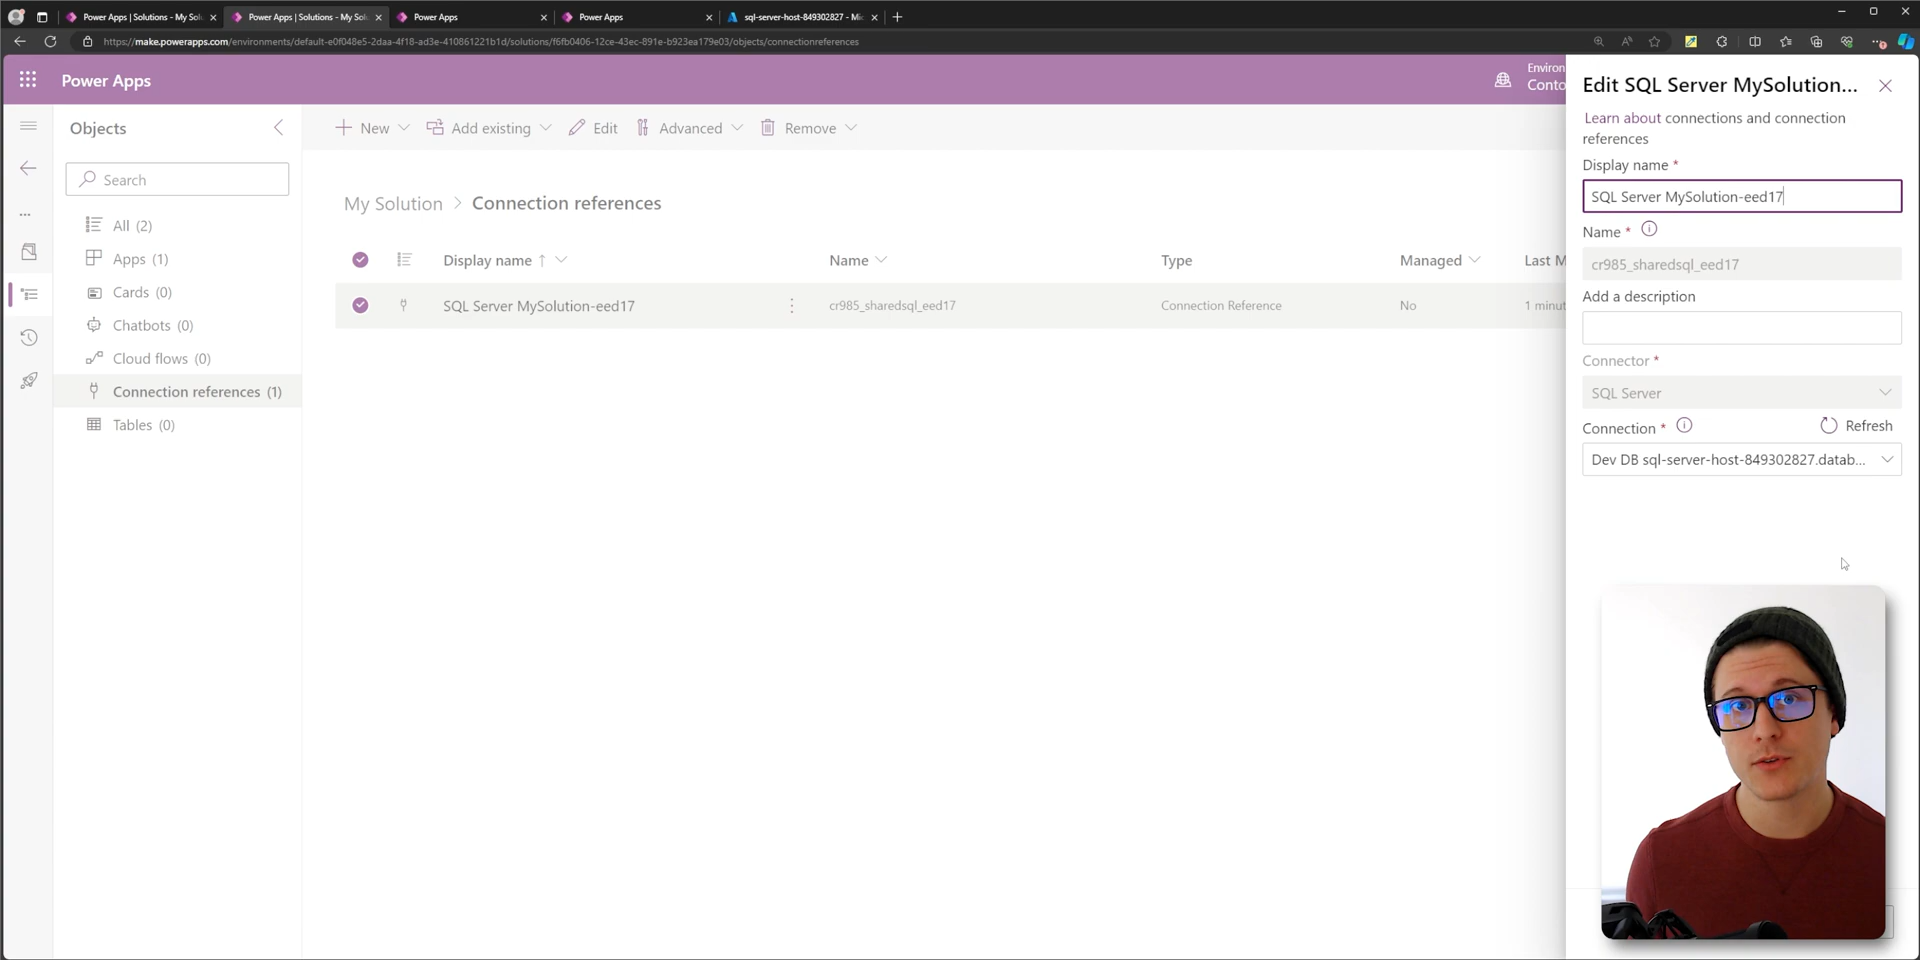 Power Apps | Solutions - My Sol
Power Apps | Solutions - My Sol
Power Apps
Power Apps
sql-server-host-849302827 - Mic
https://make.powerapps.com/environments/default-e0f048e5-2daa-4f18-ad3e-410861221b1d/solutions/f6fb0406-12ce-43ec-891e-b923ea179e03/objects/connectionreferences
Power Apps
Environ
Conto
Objects
Search
All (2)
Apps (1)
Cards (0)
Chatbots (0)
Cloud flows (0)
Connection references (1)
Tables (0)
New
Add existing
Edit
Advanced
Remove
My Solution > Connection references
Display name ↑
Name
Type
Managed
Last M
SQL Server MySolution-eed17
cr985_sharedsql_eed17
Connection Reference
No
1 minut
Edit SQL Server MySolution...
Learn about connections and connection
references
Display name *
SQL Server MySolution-eed17
Name *
cr985_sharedsql_eed17
Add a description
Connector *
SQL Server
Connection *
Refresh
Dev DB sql-server-host-849302827.datab...